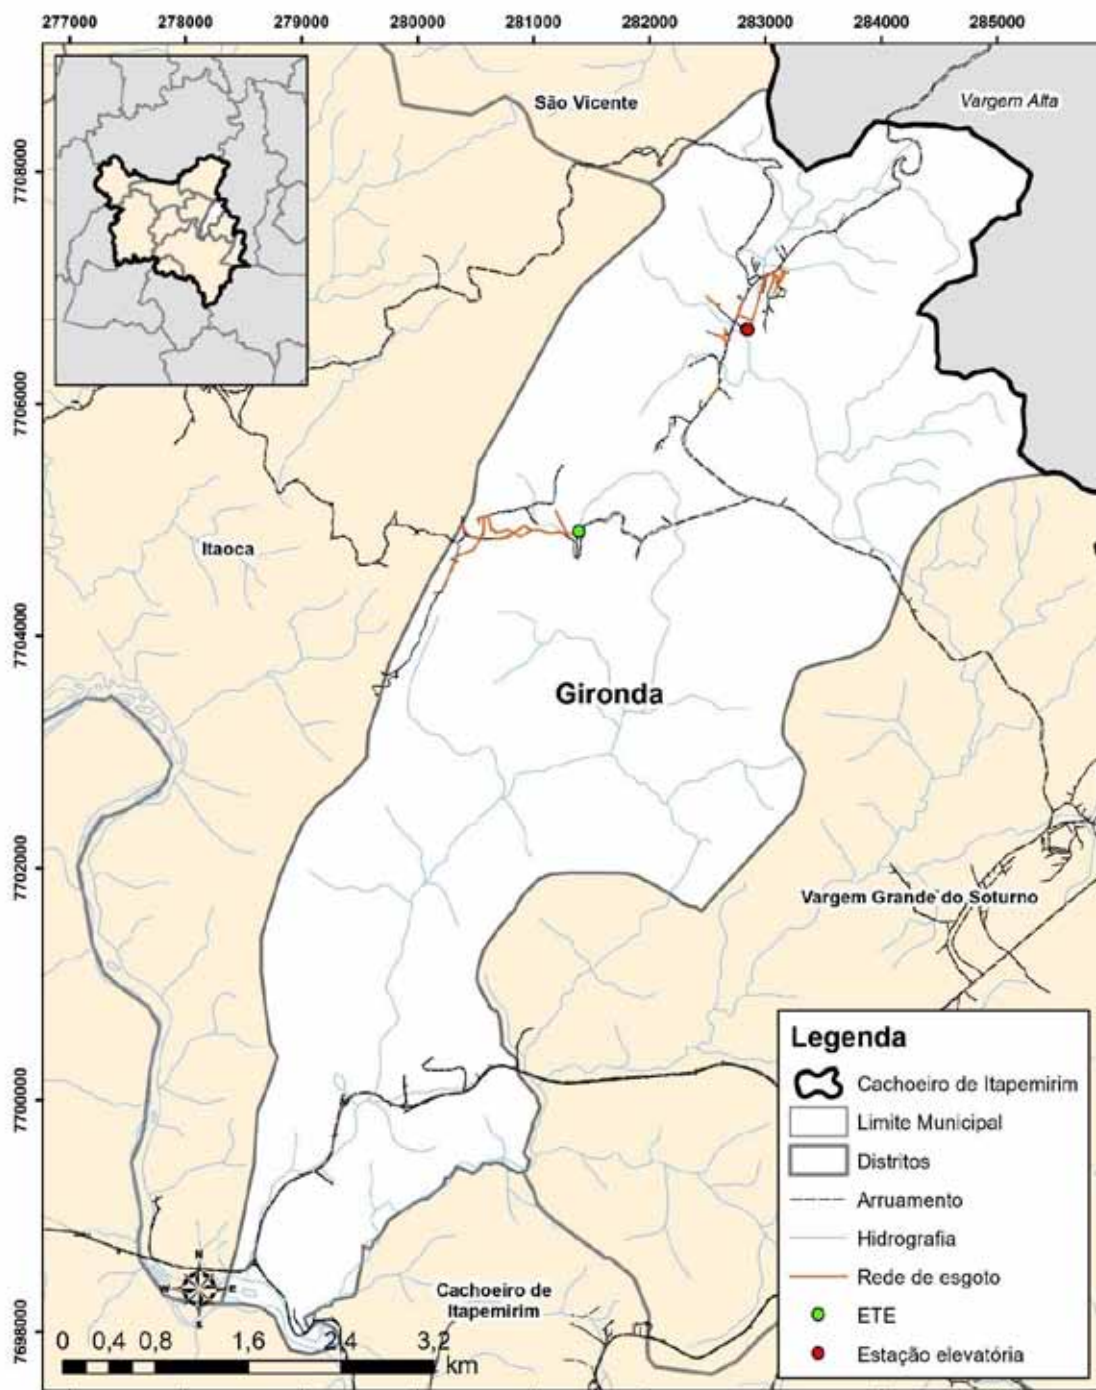 277000 278000 279000 280000 281000 282000 283000 284000 285000
São Vicente
Vargem Alta
7708000
7706000
Itaoca
7704000
Gironda
7702000
Vargem Grande do Soturno
7700000
Legenda
Cachoeiro de Itapemirim
Limite Municipal
Distritos
Arruamento
Hidrografia
Rede de esgoto
ETE
Estação elevatória
N
W E
S
Cachoeiro de
Itapemirim
7698000
0 0,4 0,8 1,6 2,4 3,2
km